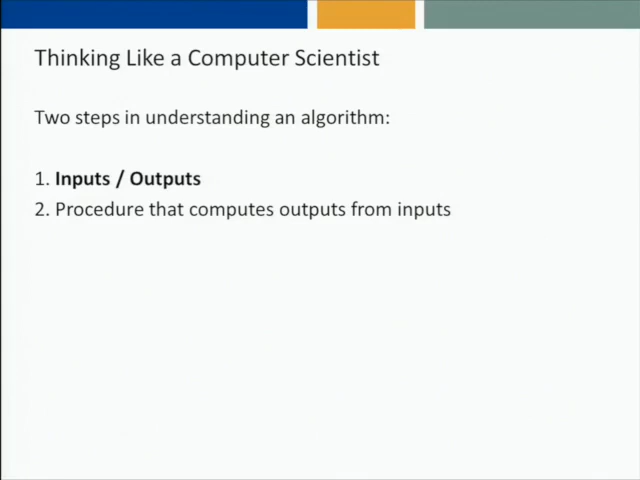 Thinking Like a Computer Scientist
Two steps in understanding an algorithm:
1. Inputs / Outputs
2. Procedure that computes outputs from inputs